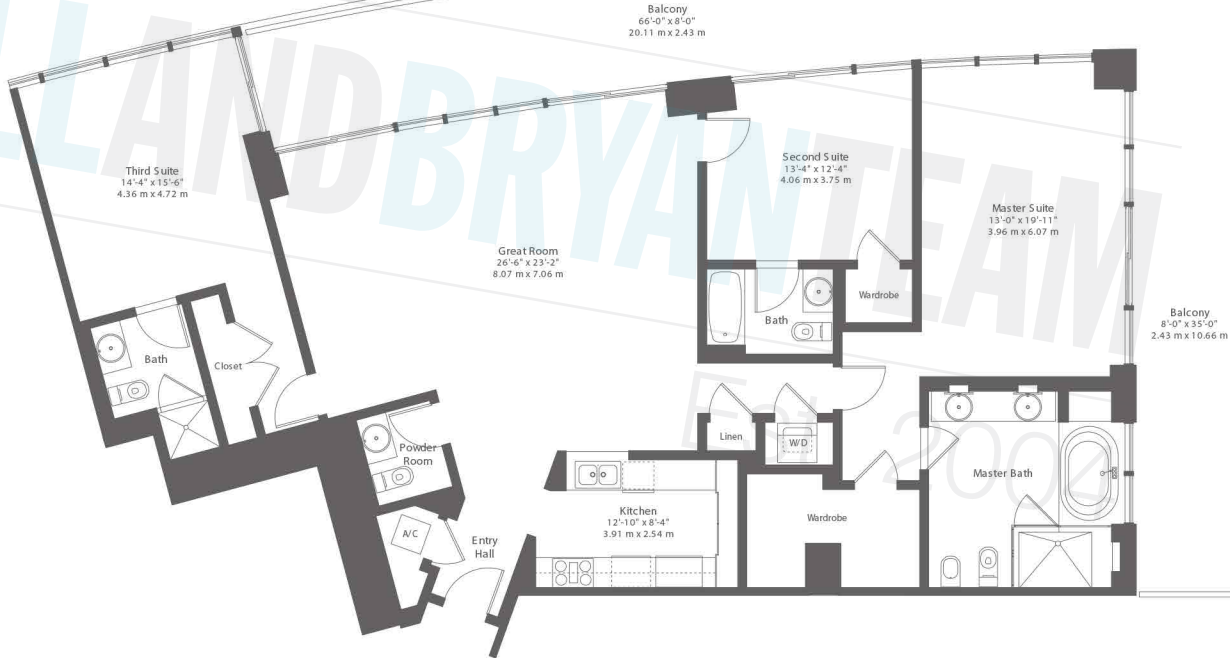 Balcony
66'-0" x 8'-0"
20.11 m x 2.43 m
LLANDBRYANTEAM
Est. 2004
Third Suite
14'-4" x 15'-6"
4.36 m x 4.72 m
Second Suite
13'-4" x 12'-4"
4.06 m x 3.75 m
Master Suite
13'-0" x 19'-11"
3.96 m x 6.07 m
Great Room
26'-6" x 23'-2"
8.07 m x 7.06 m
Wardrobe
Balcony
8'-0" x 35'-0"
2.43 m x 10.66 m
Bath
Bath
Closet
Linen
W/D
Powder
Room
Master Bath
Kitchen
12'-10" x 8'-4"
3.91 m x 2.54 m
Wardrobe
A/C
Entry
Hall